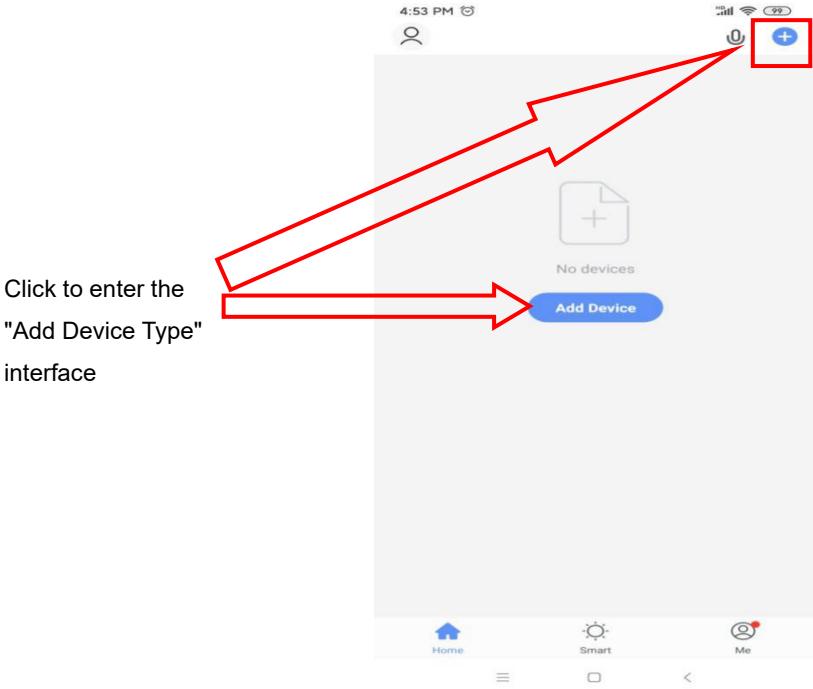 4:53 PM
HD
99
No devices
Click to enter the
"Add Device Type"
interface
Add Device
Home
Smart
Me